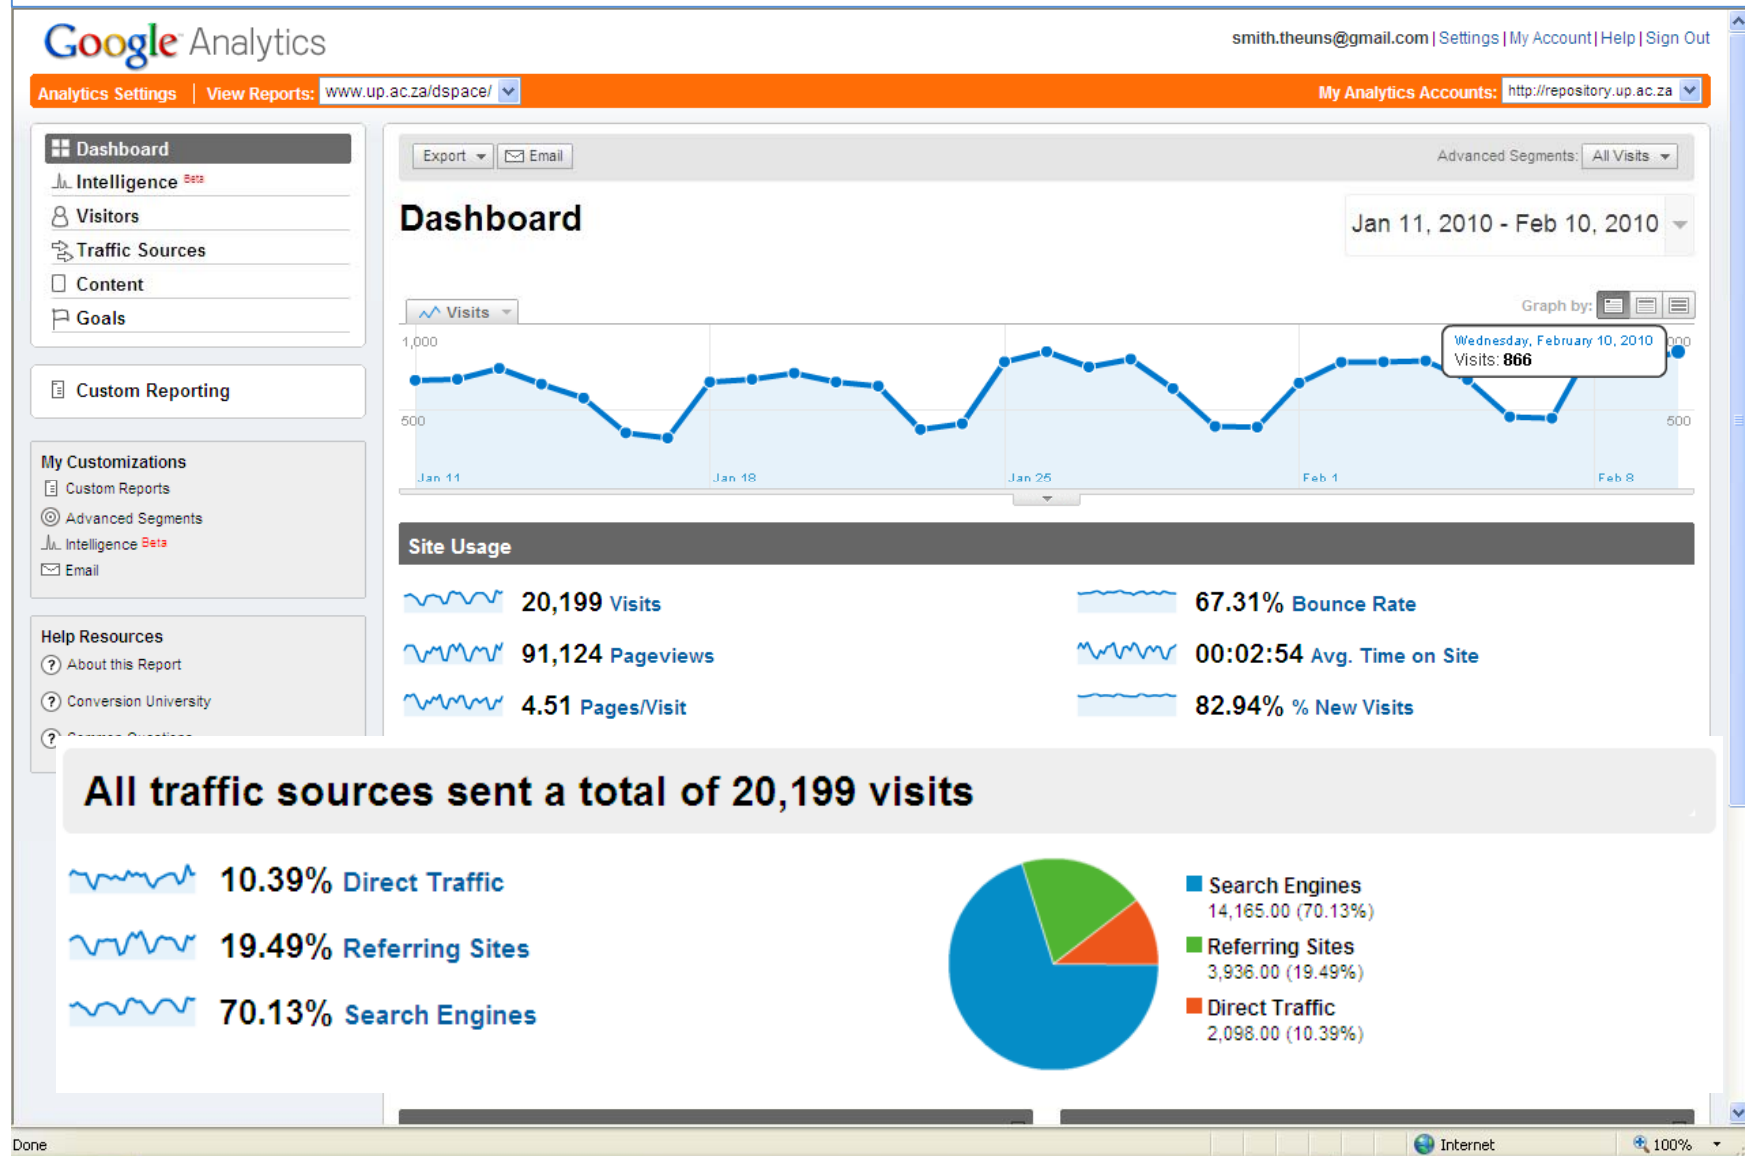 Google Analytics
smith.theuns@gmail.com | Settings | My Account | Help | Sign Out
Analytics Settings | View Reports: www.up.ac.za/dspace/
My Analytics Accounts: http://repository.up.ac.za
Dashboard
Intelligence Beta
Visitors
Traffic Sources
Content
Goals
Custom Reporting
My Customizations
Custom Reports
Advanced Segments
Intelligence Beta
Email
Help Resources
About this Report
Conversion University
Common Questions
Export
Email
Advanced Segments: All Visits
Dashboard
Jan 11, 2010 - Feb 10, 2010
Visits
Graph by:
1,000
Wednesday, February 10, 2010
Visits: 866
500
500
Jan 11
Jan 18
Jan 25
Feb 1
Feb 8
Site Usage
20,199 Visits
67.31% Bounce Rate
91,124 Pageviews
00:02:54 Avg. Time on Site
4.51 Pages/Visit
82.94% % New Visits
All traffic sources sent a total of 20,199 visits
10.39% Direct Traffic
19.49% Referring Sites
70.13% Search Engines
Search Engines
14,165.00 (70.13%)
Referring Sites
3,936.00 (19.49%)
Direct Traffic
2,098.00 (10.39%)
Done
Internet
100%